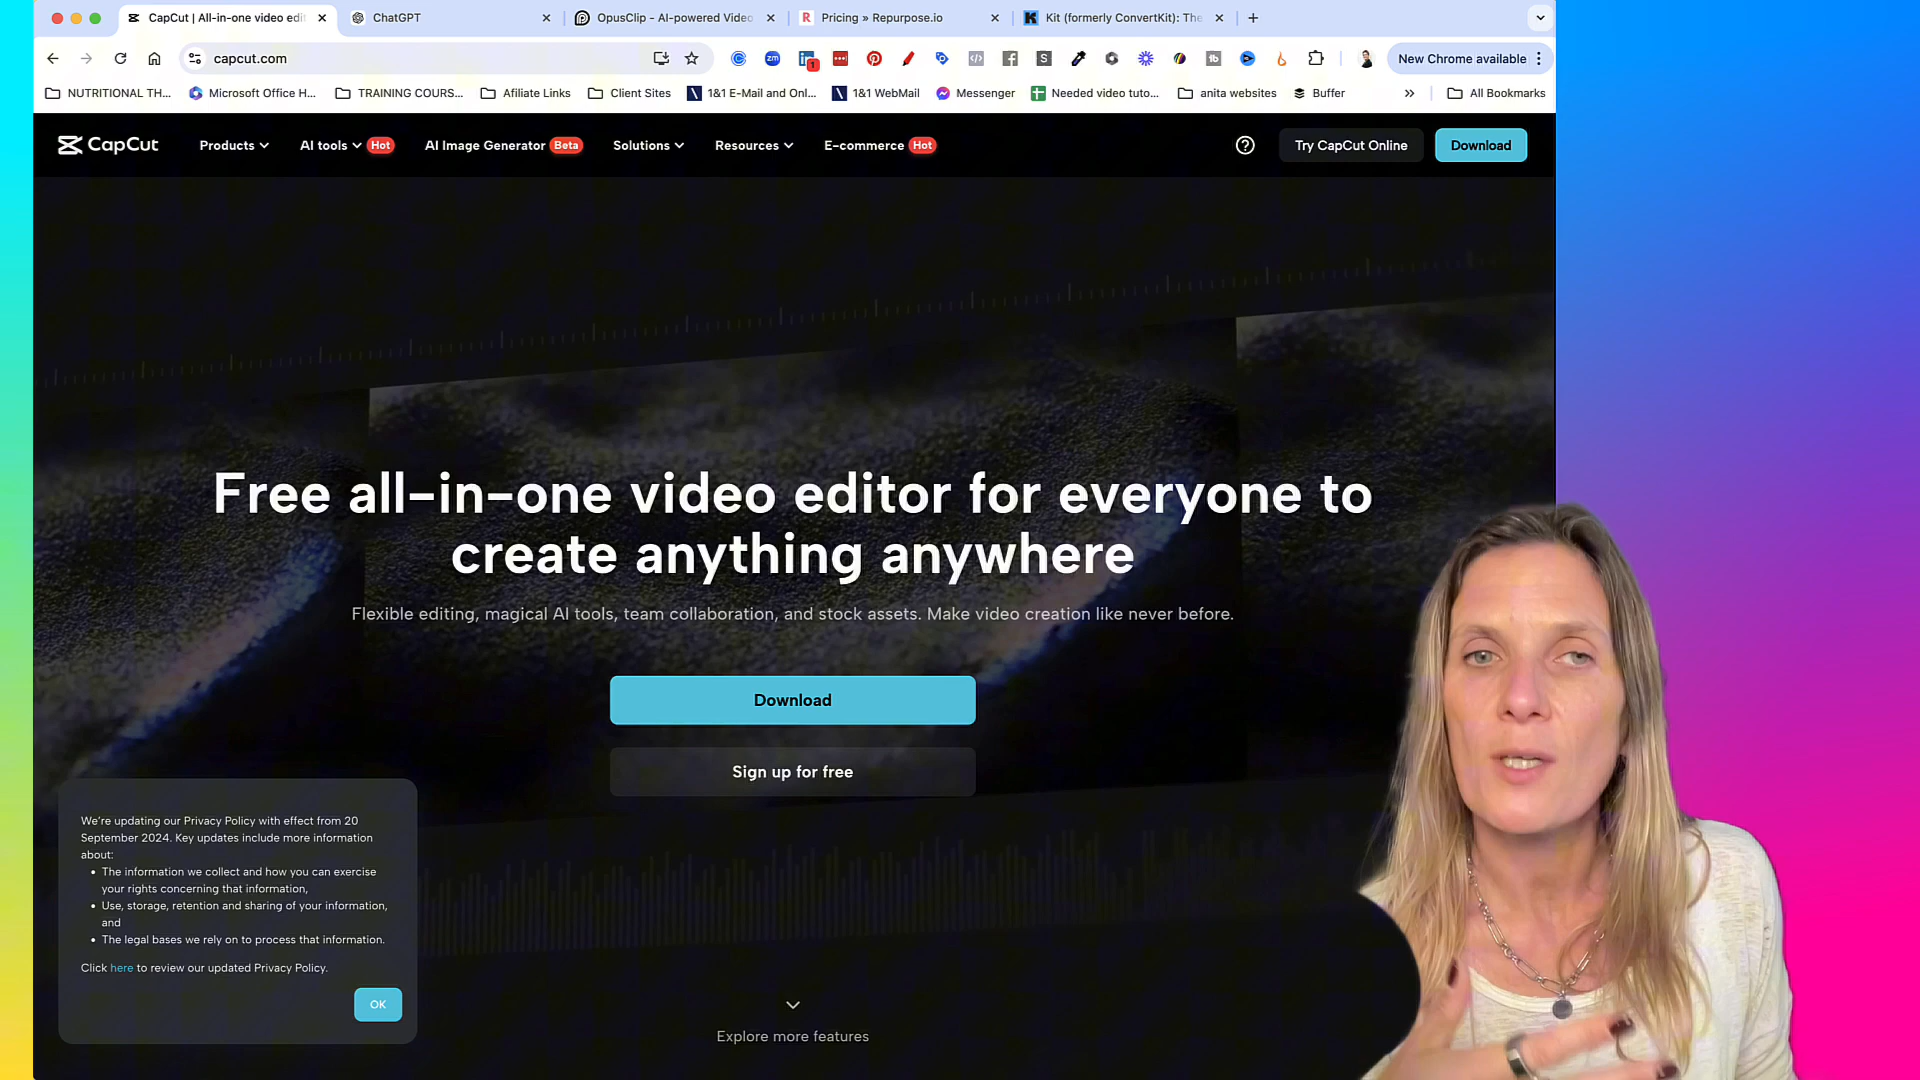 CapCut | All-in-one video edi
ChatGPT
OpusClip - AI-powered Video
Pricing » Repurpose.io
Kit (formerly ConvertKit): The
capcut.com
New Chrome available
NUTRITIONAL TH...
Microsoft Office H...
TRAINING COURS...
Afiliate Links
Client Sites
1&1 E-Mail and Onl...
1&1 WebMail
Messenger
Needed video tuto...
anita websites
Buffer
All Bookmarks
CapCut
Products
AI tools Hot
AI Image Generator Beta
Solutions
Resources
E-commerce Hot
Try CapCut Online
Download
Free all-in-one video editor for everyone to
create anything anywhere
Flexible editing, magical AI tools, team collaboration, and stock assets. Make video creation like never before.
Download
Sign up for free
We're updating our Privacy Policy with effect from 20
September 2024. Key updates include more information
about:
• The information we collect and how you can exercise
your rights concerning that information,
• Use, storage, retention and sharing of your information,
and
• The legal bases we rely on to process that information.
Click here to review our updated Privacy Policy.
OK
Explore more features